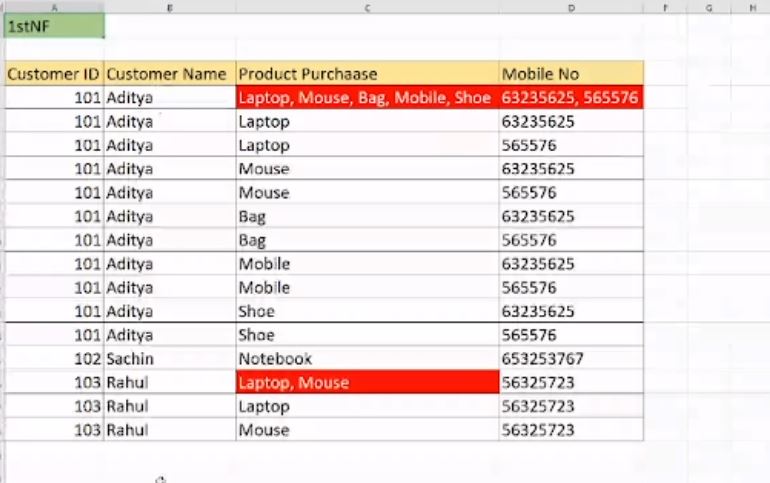 A B C D F G H
1stNF
Customer ID Customer Name Product Purchaase Mobile No
101 Aditya Laptop, Mouse, Bag, Mobile, Shoe 63235625, 565576
101 Aditya Laptop 63235625
101 Aditya Laptop 565576
101 Aditya Mouse 63235625
101 Aditya Mouse 565576
101 Aditya Bag 63235625
101 Aditya Bag 565576
101 Aditya Mobile 63235625
101 Aditya Mobile 565576
101 Aditya Shoe 63235625
101 Aditya Shoe 565576
102 Sachin Notebook 653253767
103 Rahul Laptop, Mouse 56325723
103 Rahul Laptop 56325723
103 Rahul Mouse 56325723